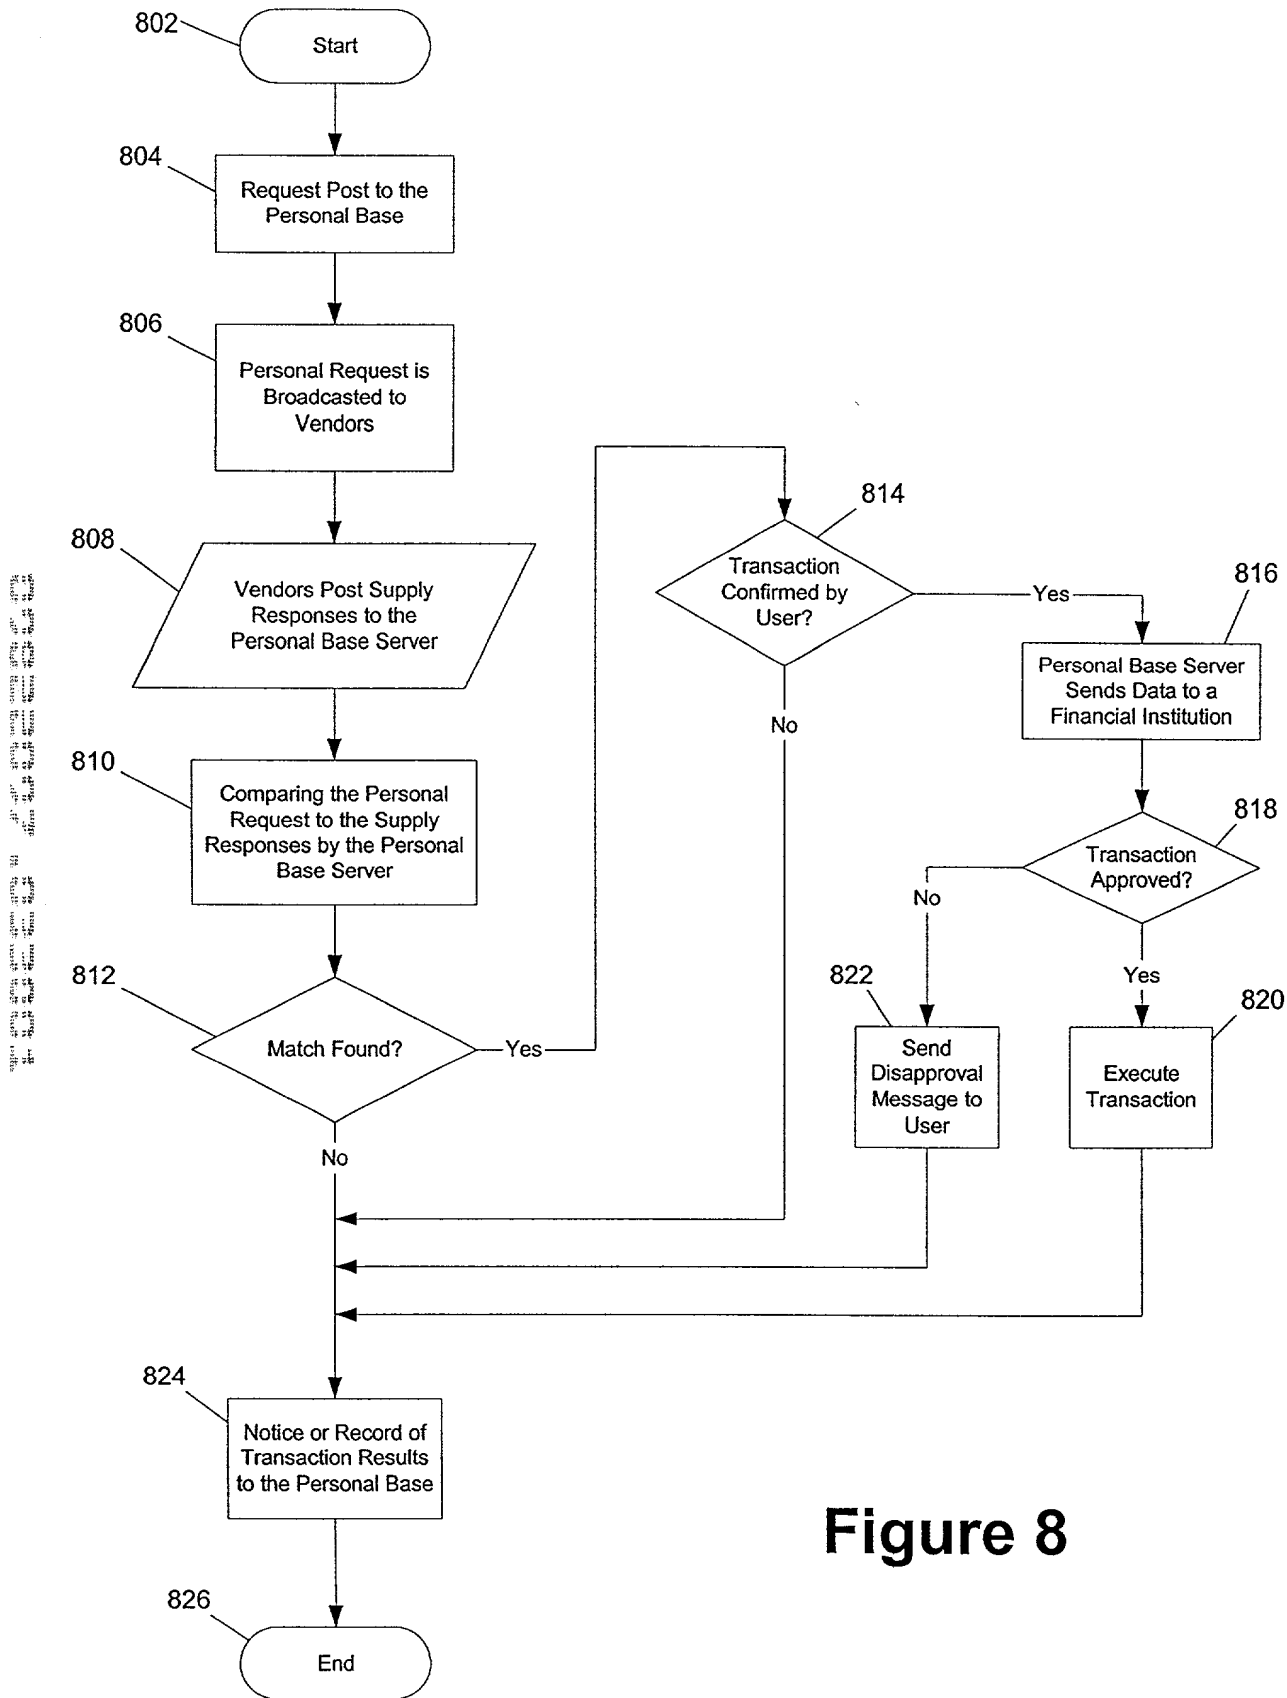 802
Start
804
Request Post to the
Personal Base
806
Personal Request is
Broadcasted to
Vendors
808
Vendors Post Supply
Responses to the
Personal Base Server
810
Comparing the Personal
Request to the Supply
Responses by the Personal
Base Server
812
Match Found?
Yes
No
814
Transaction
Confirmed by
User?
Yes
No
816
Personal Base Server
Sends Data to a
Financial Institution
818
Transaction
Approved?
No
Yes
822
Send
Disapproval
Message to
User
820
Execute
Transaction
824
Notice or Record of
Transaction Results
to the Personal Base
826
End
Figure 8